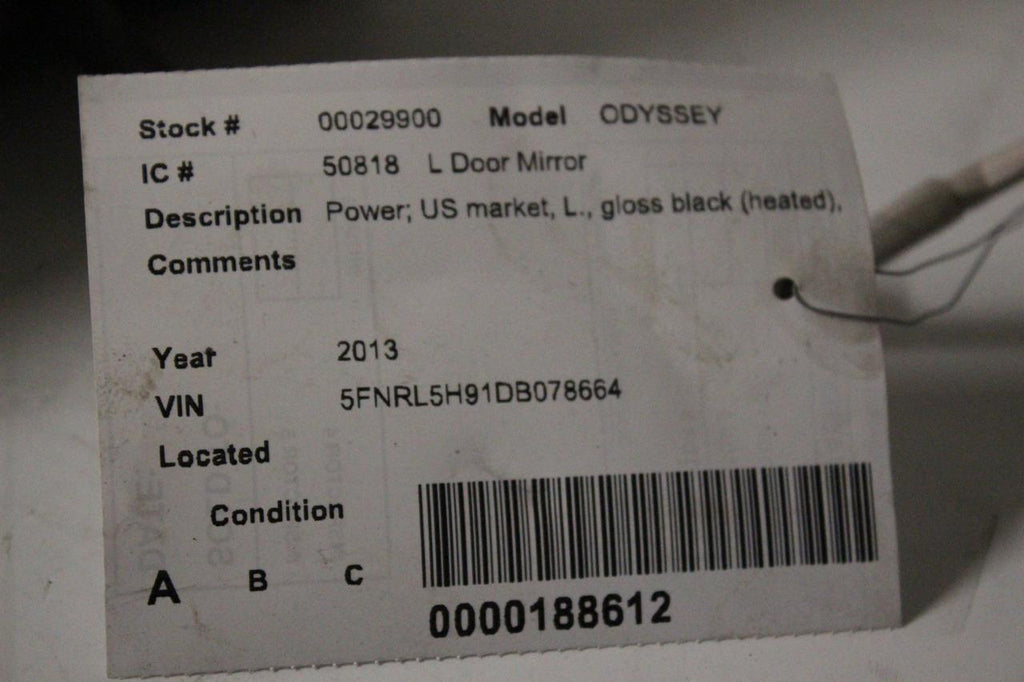 Stock # 00029900 Model ODYSSEY
IC # 50818 L Door Mirror
Description Power; US market, L., gloss black (heated),
Comments
Year 2013
VIN 5FNRL5H91DB078664
Located
Condition
A B C
0000188612